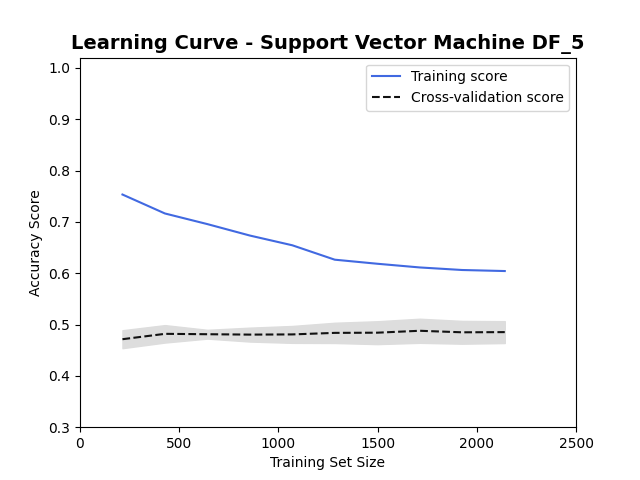 Learning Curve - Support Vector Machine DF_5
Training score
Cross-validation score
1.0
0.9
0.8
0.7
0.6
0.5
0.4
0.3
Accuracy Score
0 500 1000 1500 2000 2500
Training Set Size